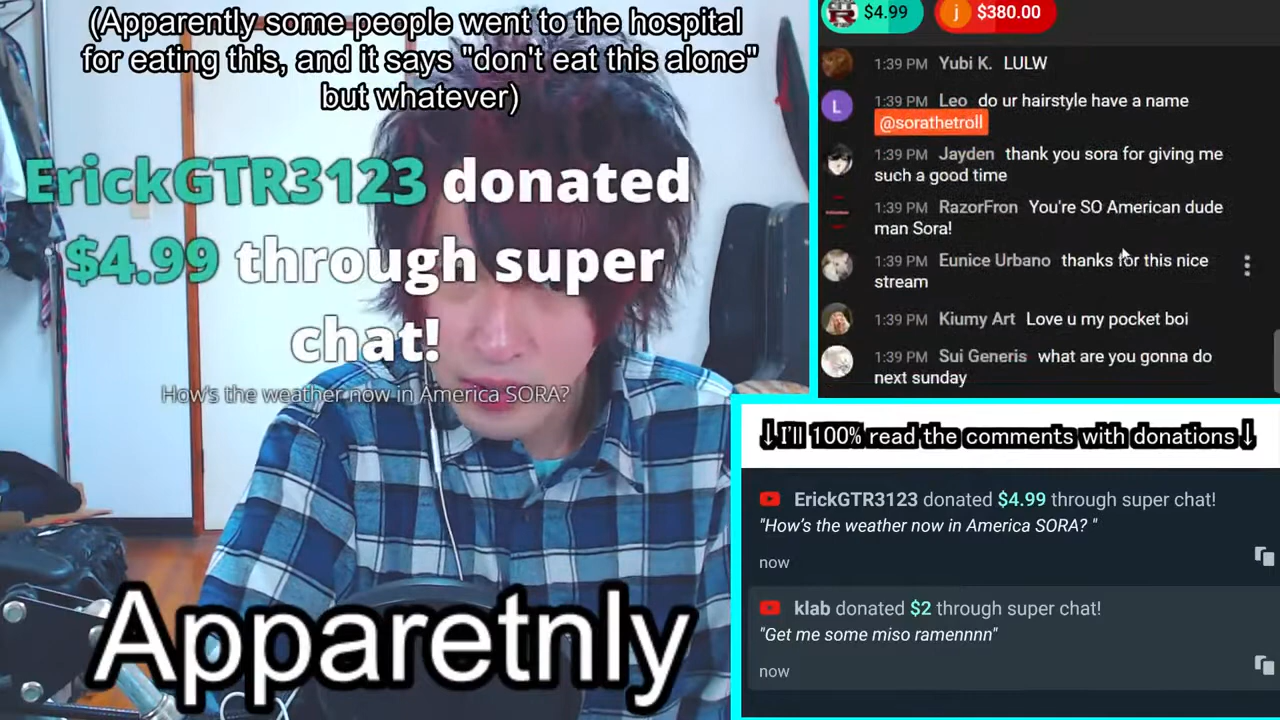 (Apparently some people went to the hospital
for eating this, and it says "don't eat this alone"
but whatever)
ErickGTR3123 donated
$4.99 through super
chat!
How's the weather now in America SORA?
Apparetnly
$4.99
j $380.00
1:39 PM Yubi K. LULW
L 1:39 PM Leo do ur hairstyle have a name
@sorathetroll
1:39 PM Jayden thank you sora for giving me
such a good time
1:39 PM RazorFron You're SO American dude
man Sora!
1:39 PM Eunice Urbano thanks for this nice
stream
1:39 PM Kiumy Art Love u my pocket boi
1:39 PM Sui Generis what are you gonna do
next sunday
↓I'll 100% read the comments with donations↓
ErickGTR3123 donated $4.99 through super chat!
"How's the weather now in America SORA? "
now
klab donated $2 through super chat!
"Get me some miso ramennnn"
now